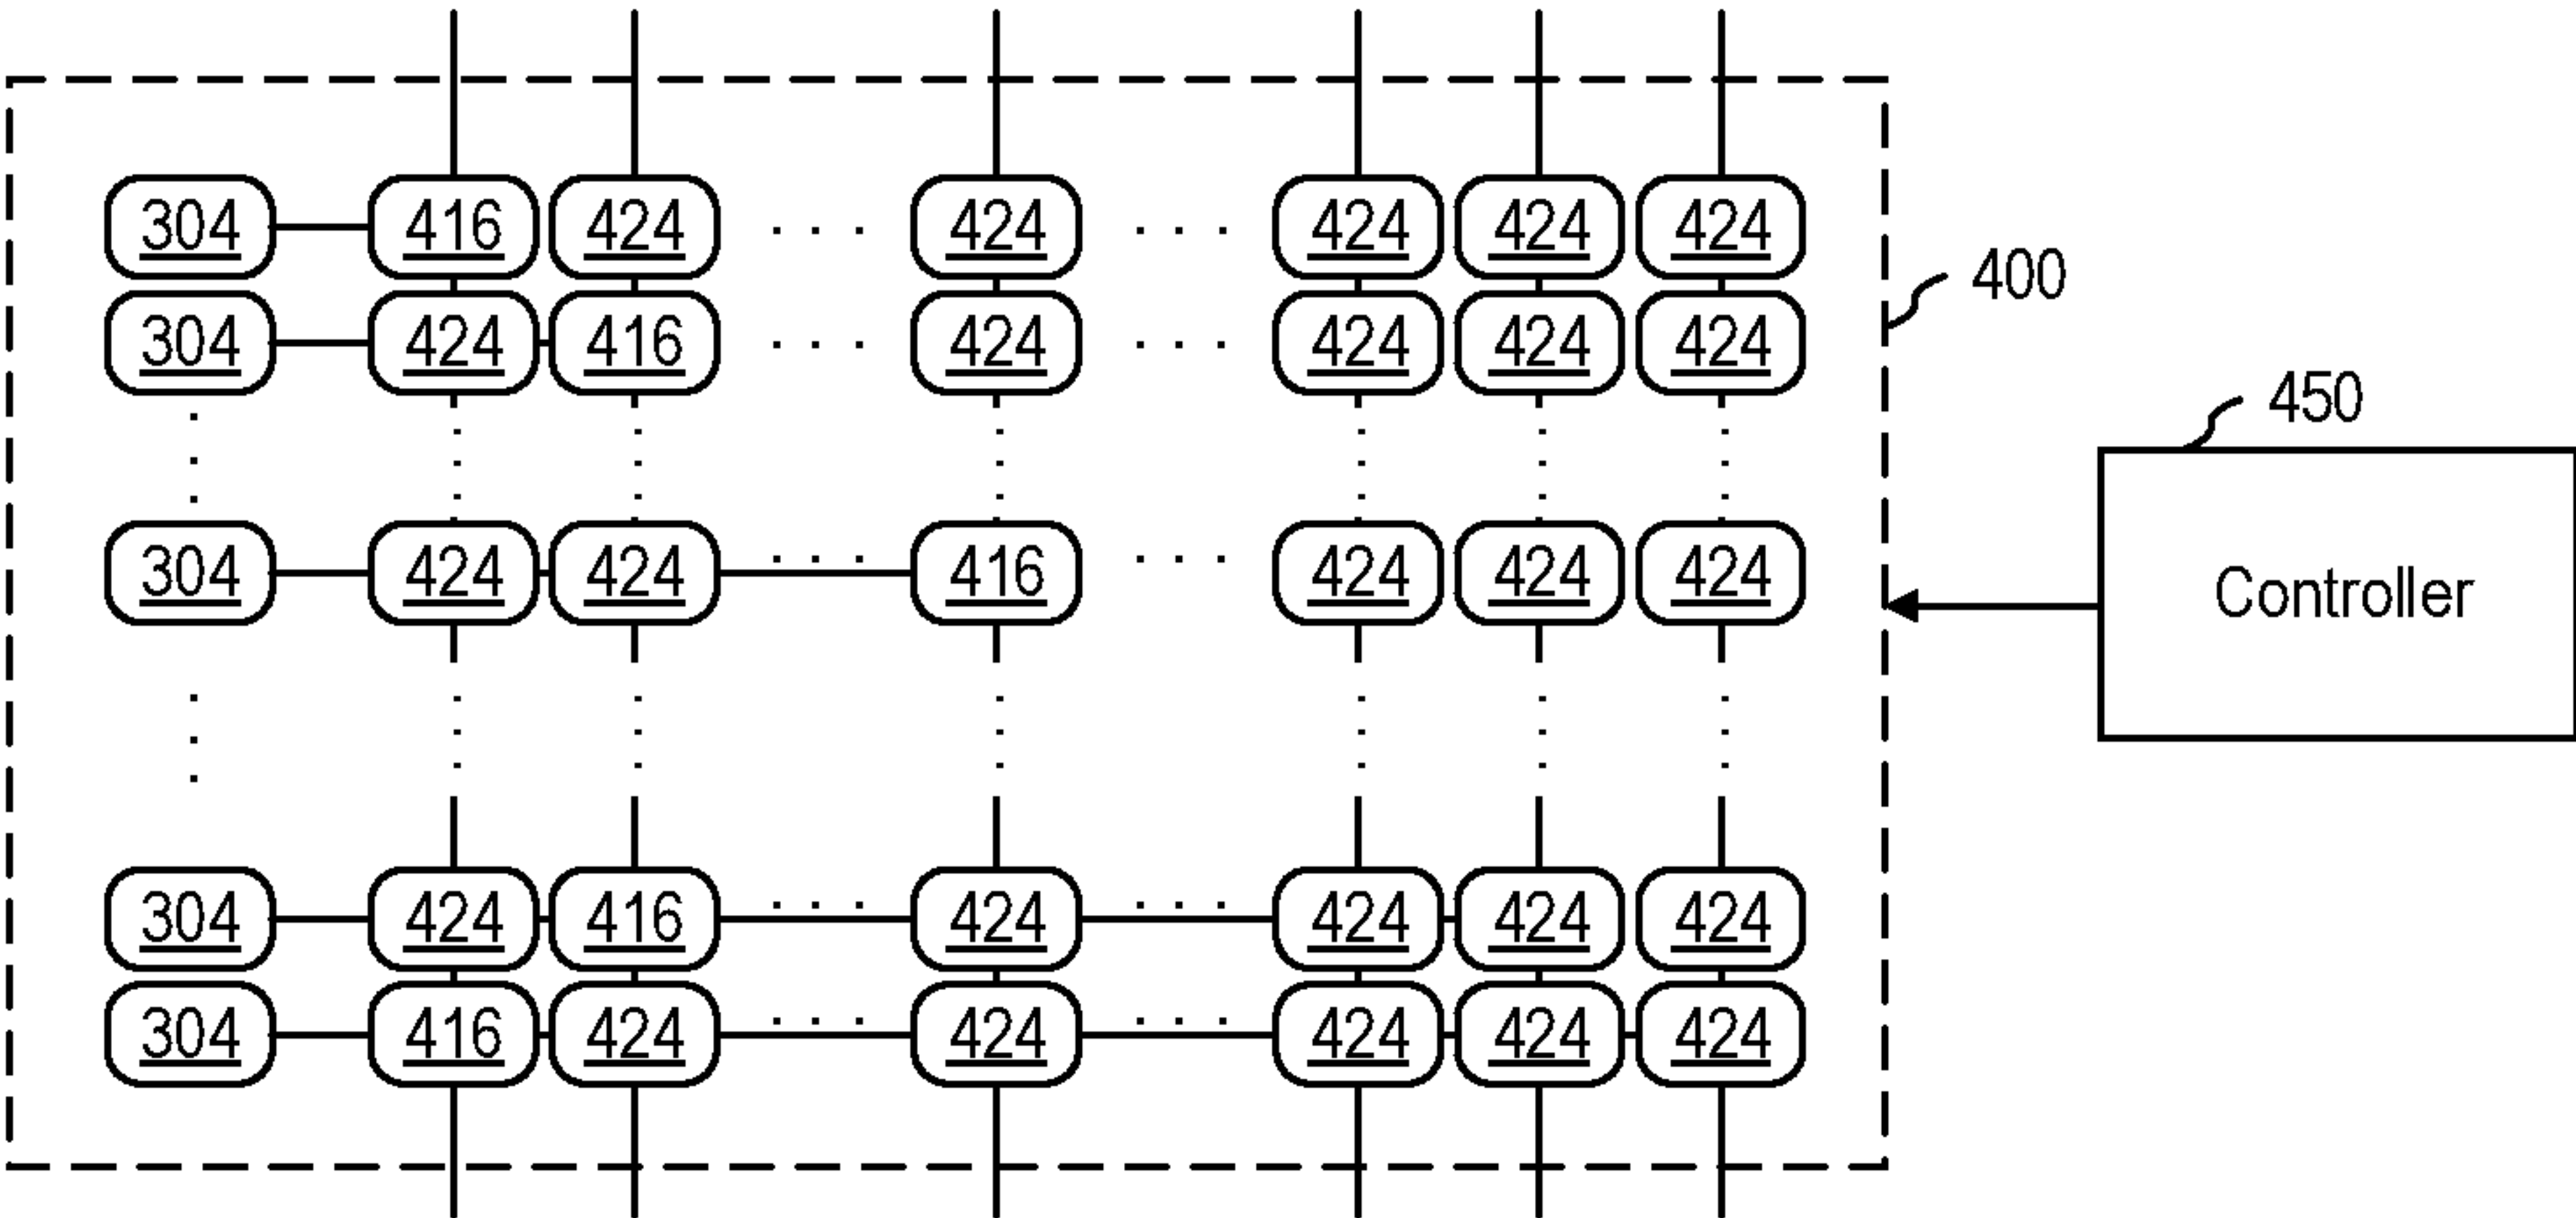 304 416 424 . . . 424 . . . 424 424 424
400
304 424 416 . . . 424 . . . 424 424 424
450
304 424 424 . . . 416 . . . 424 424 424
Controller
304 424 416 . . . 424 . . . 424 424 424
304 416 424 . . . 424 . . . 424 424 424